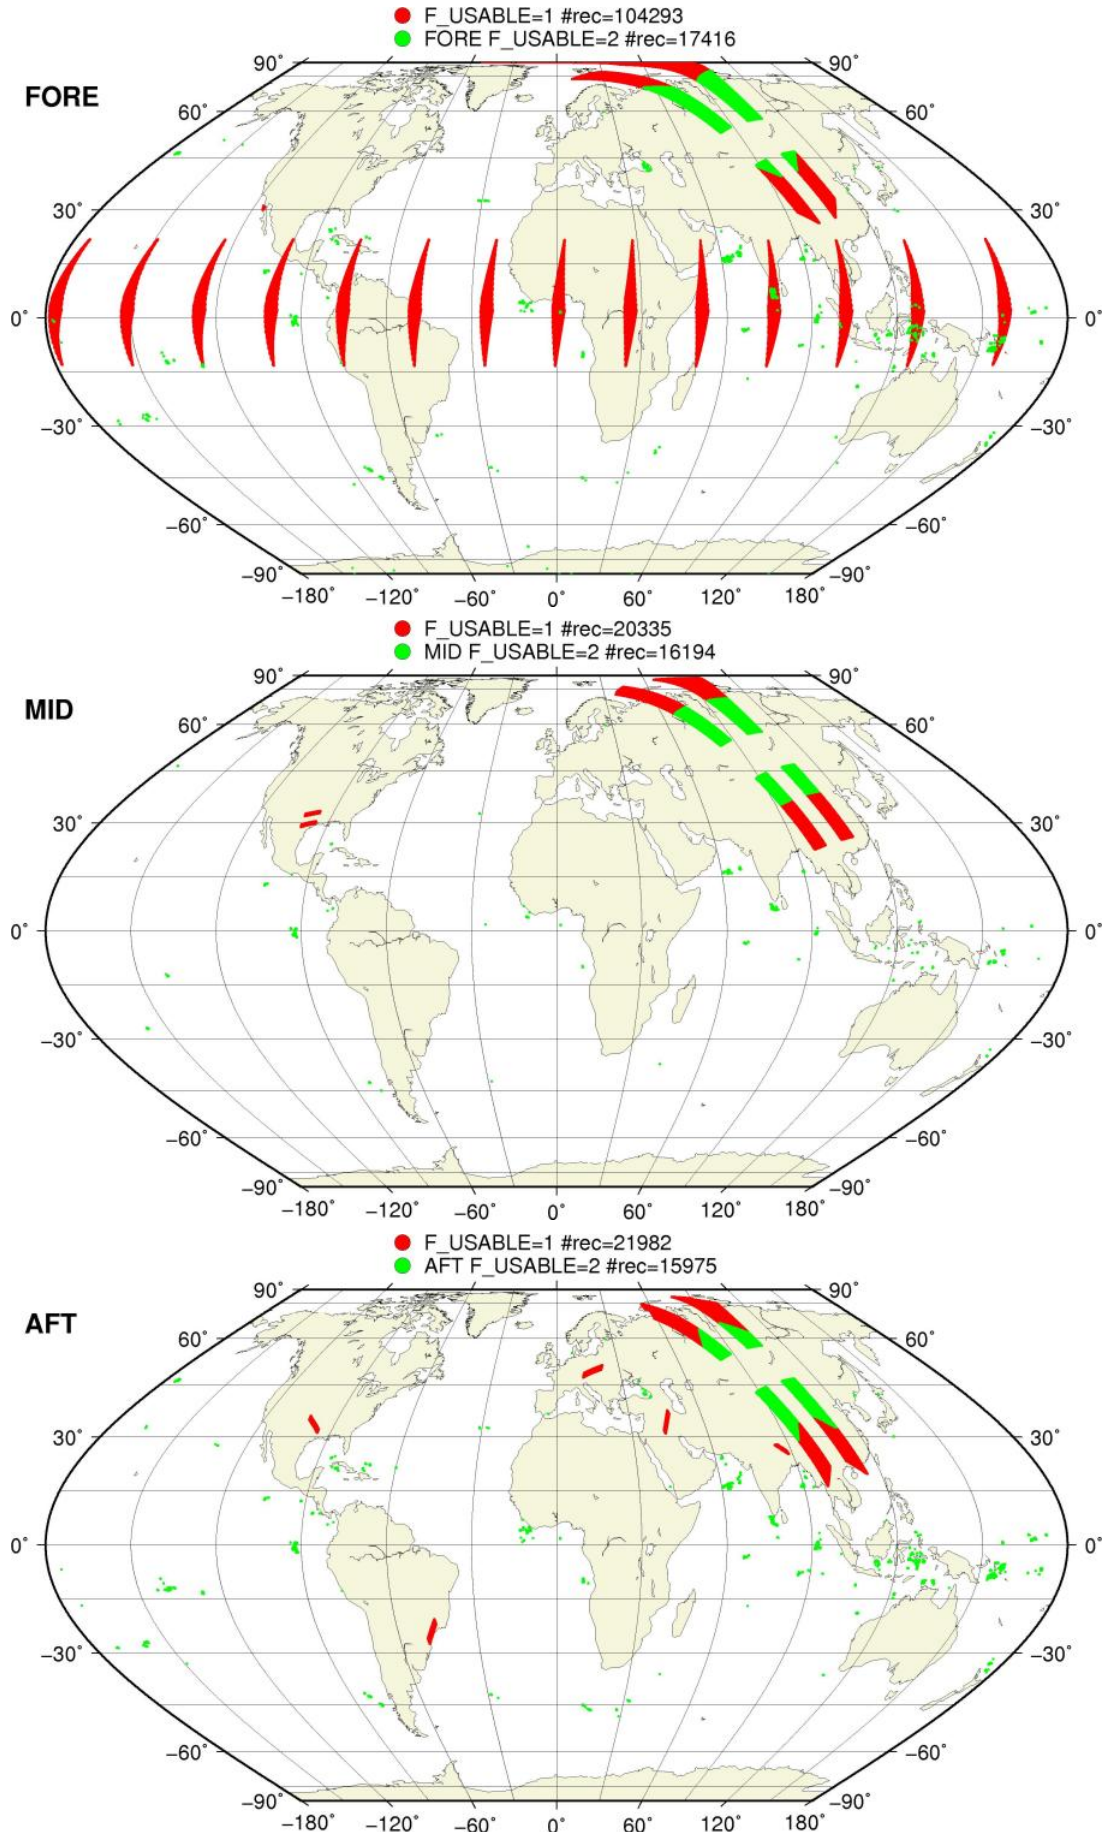 F_USABLE=1 #rec=104293
FORE F_USABLE=2 #rec=17416
FORE
90° 90°
60° 60°
30° 30°
0° 0°
−30° −30°
−60° −60°
−90° −90°
−180° −120° −60° 0° 60° 120° 180°
F_USABLE=1 #rec=20335
MID F_USABLE=2 #rec=16194
MID
90° 90°
60° 60°
30° 30°
0° 0°
−30° −30°
−60° −60°
−90° −90°
−180° −120° −60° 0° 60° 120° 180°
F_USABLE=1 #rec=21982
AFT F_USABLE=2 #rec=15975
AFT
90° 90°
60° 60°
30° 30°
0° 0°
−30° −30°
−60° −60°
−90° −90°
−180° −120° −60° 0° 60° 120° 180°